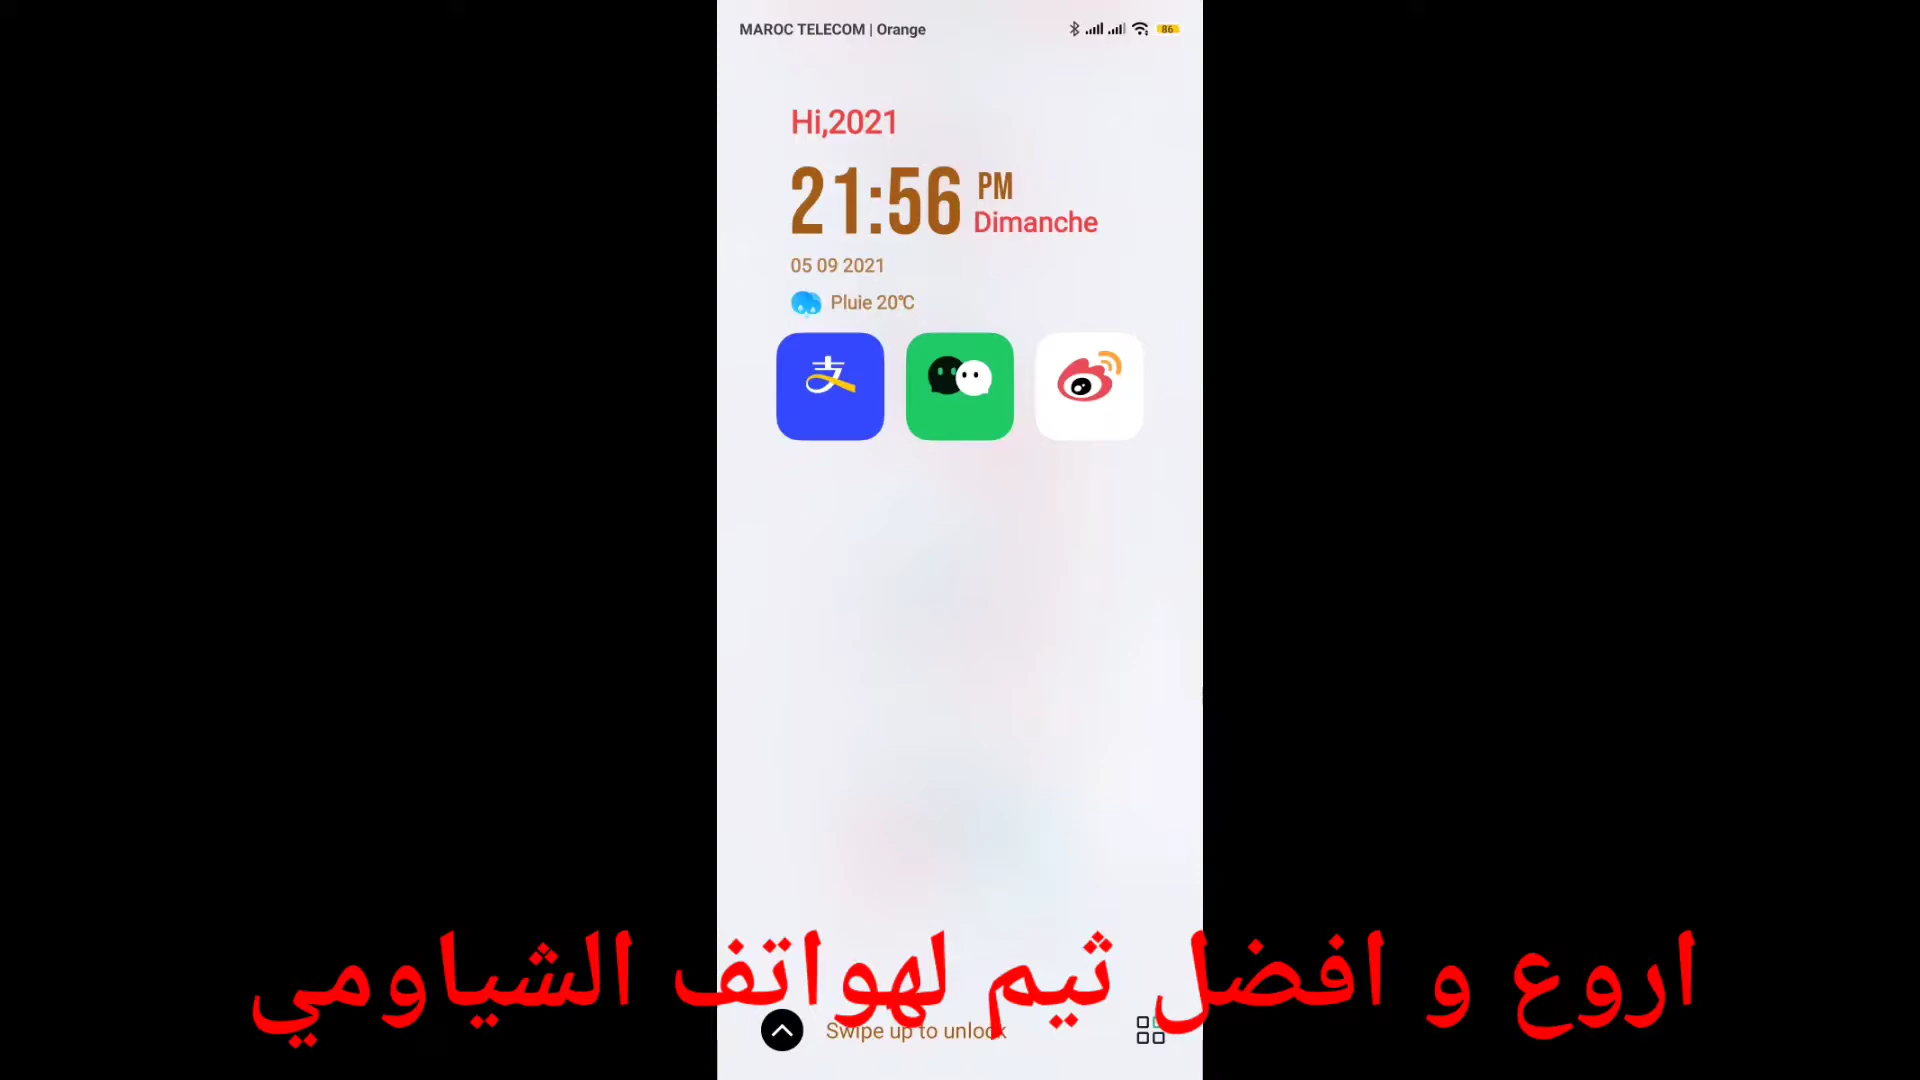 MAROC TELECOM | Orange
86
Hi,2021
21:56 PM
Dimanche
05 09 2021
Pluie 20℃
支
اروع و افضل ثيم لهواتف الشياومي
Swipe up to unlock